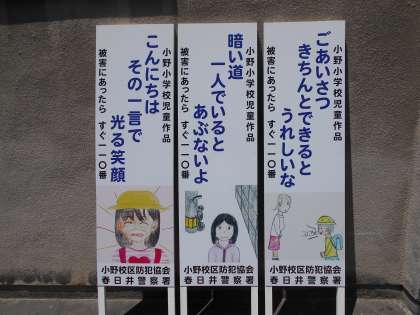 小野小学校児童作品
ごあいさつ
きちんとできると
うれしいな
被害にあったら すぐ一一〇番
小野校区防犯協会
春日井警察署
小野小学校児童作品
暗い道
一人でいると
あぶないよ
被害にあったら すぐ一一〇番
小野校区防犯協会
春日井警察署
小野小学校児童作品
こんにちは
その一言で
光る笑顔
被害にあったら すぐ一一〇番
小野校区防犯協会
春日井警察署